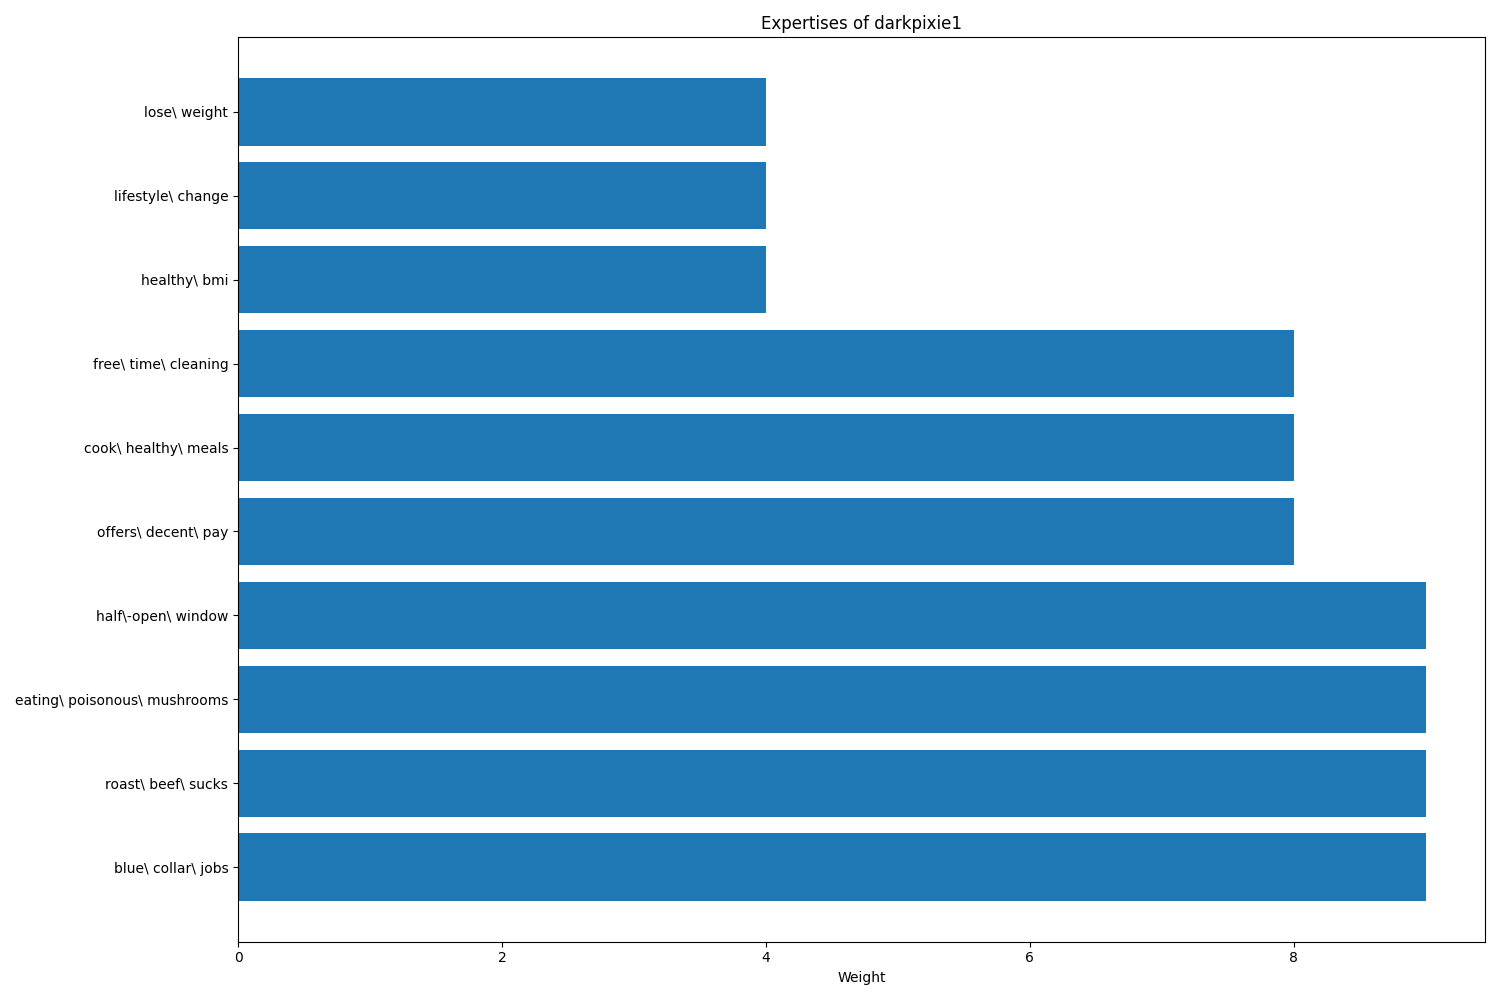 Expertises of darkpixie1
lose\ weight
lifestyle\ change
healthy\ bmi
free\ time\ cleaning
cook\ healthy\ meals
offers\ decent\ pay
half\-open\ window
eating\ poisonous\ mushrooms
roast\ beef\ sucks
blue\ collar\ jobs
0 2 4 6 8
Weight